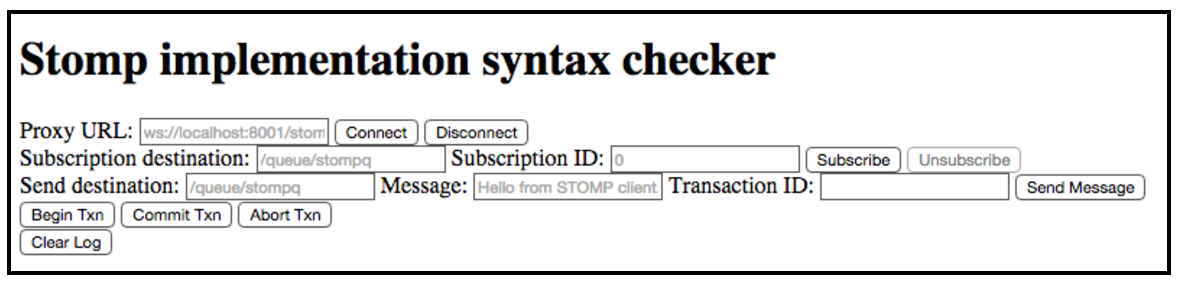 Stomp implementation syntax checker
Proxy URL: ws://localhost:8001/stom Connect Disconnect
Subscription destination: /queue/stompq Subscription ID: 0 Subscribe Unsubscribe
Send destination: /queue/stompq Message: Hello from STOMP client Transaction ID: Send Message
Begin Txn Commit Txn Abort Txn
Clear Log